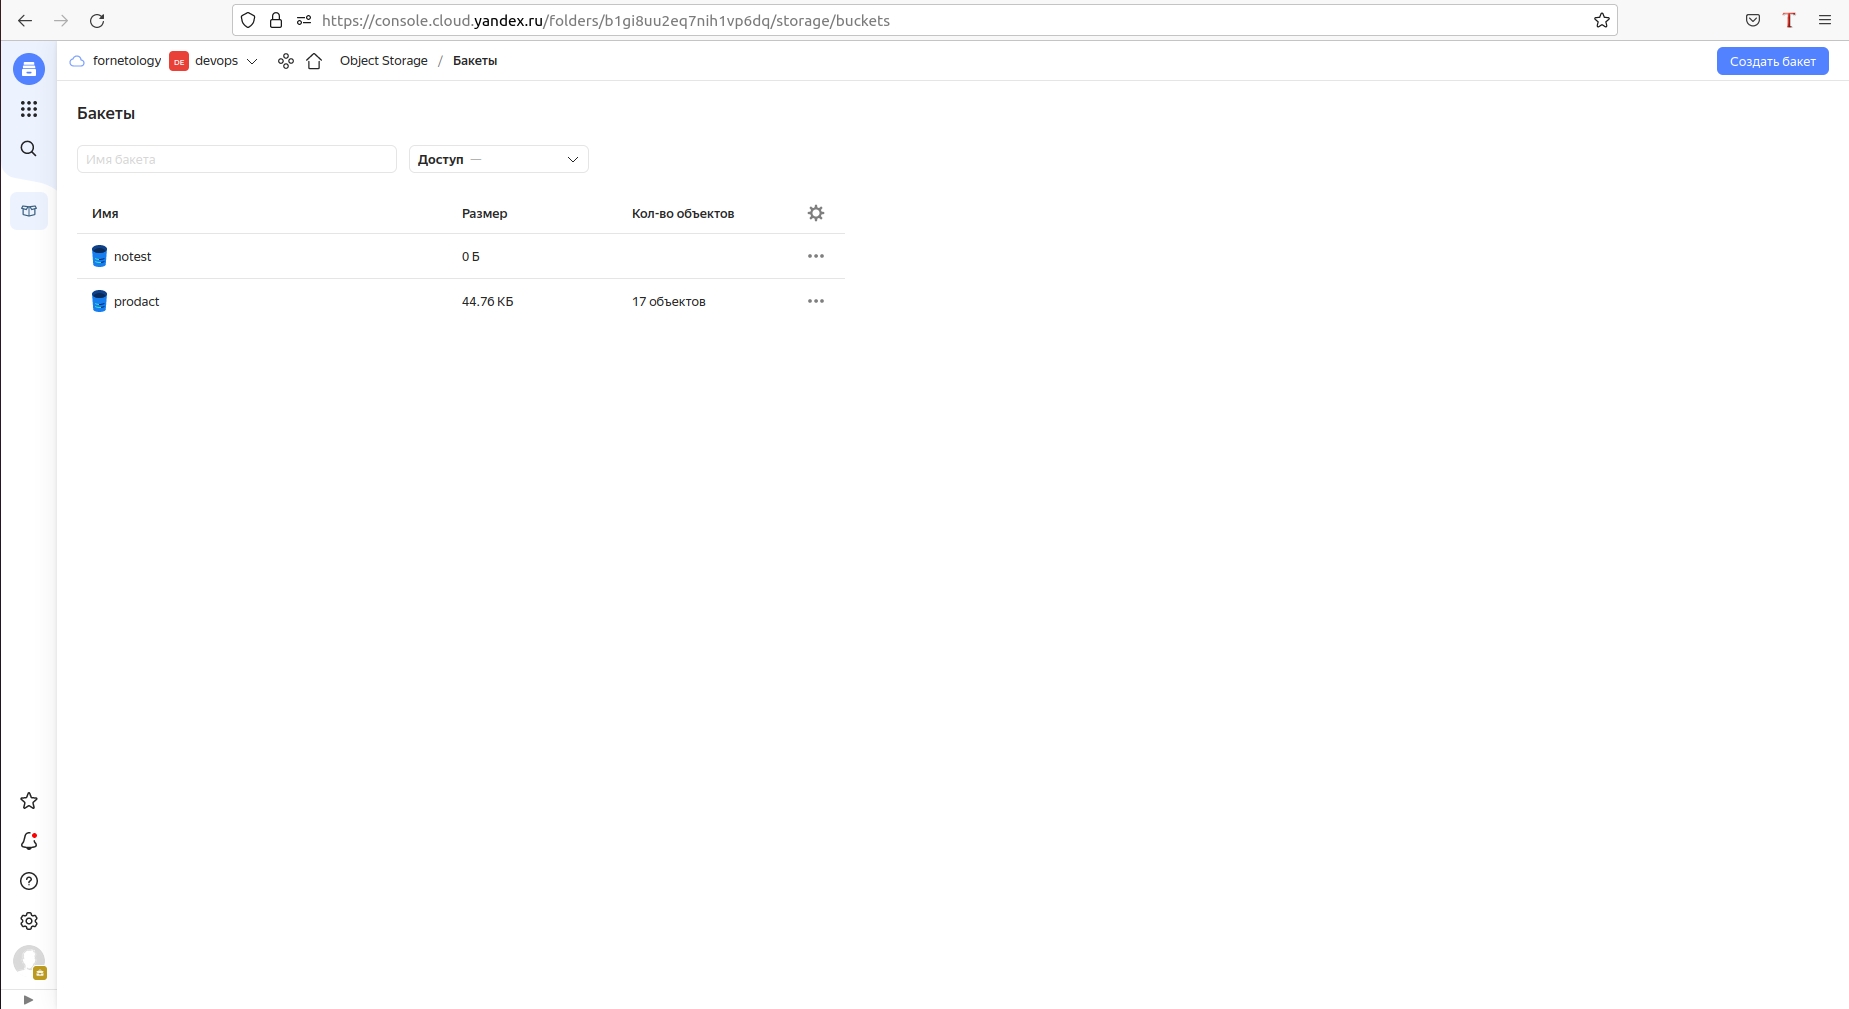 https://console.cloud.yandex.ru/folders/b1gi8uu2eq7nih1vp6dq/storage/buckets
T
fornetology DE devops Object Storage / Бакеты
Создать бакет
Бакеты
Имя бакета
Доступ —
Имя Размер Кол-во объектов
notest 0 Б
prodact 44.76 КБ 17 объектов